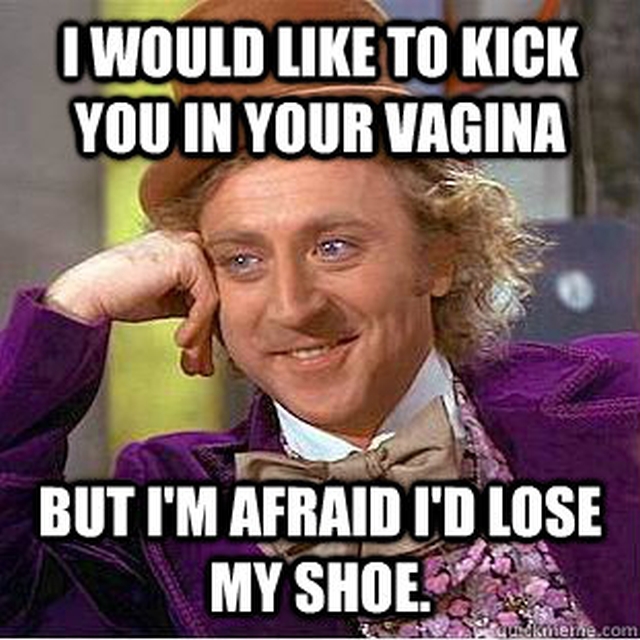 I WOULD LIKE TO KICK
YOU IN YOUR VAGINA
BUT I'M AFRAID I'D LOSE
MY SHOE.
quickmeme.com